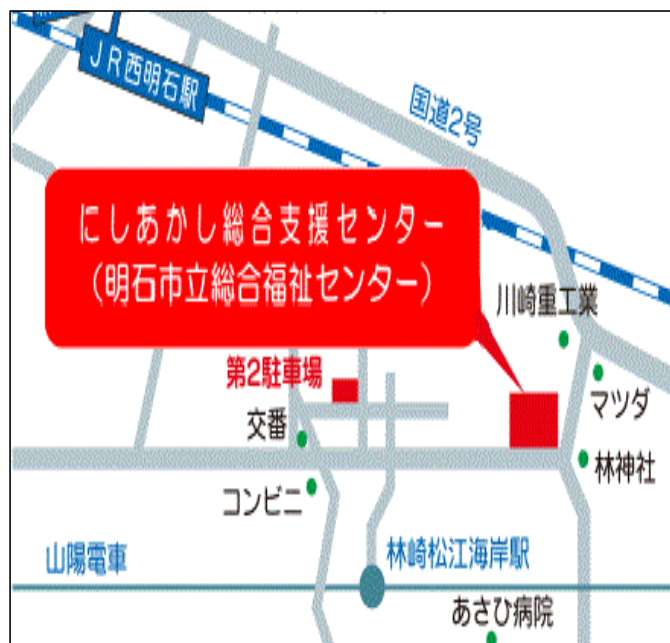 JR西明石駅
国道2号
にしあかし総合支援センター
（明石市立総合福祉センター）
川崎重工業
第2駐車場
マツダ
交番
林神社
コンビニ
山陽電車
林崎松江海岸駅
あさひ病院